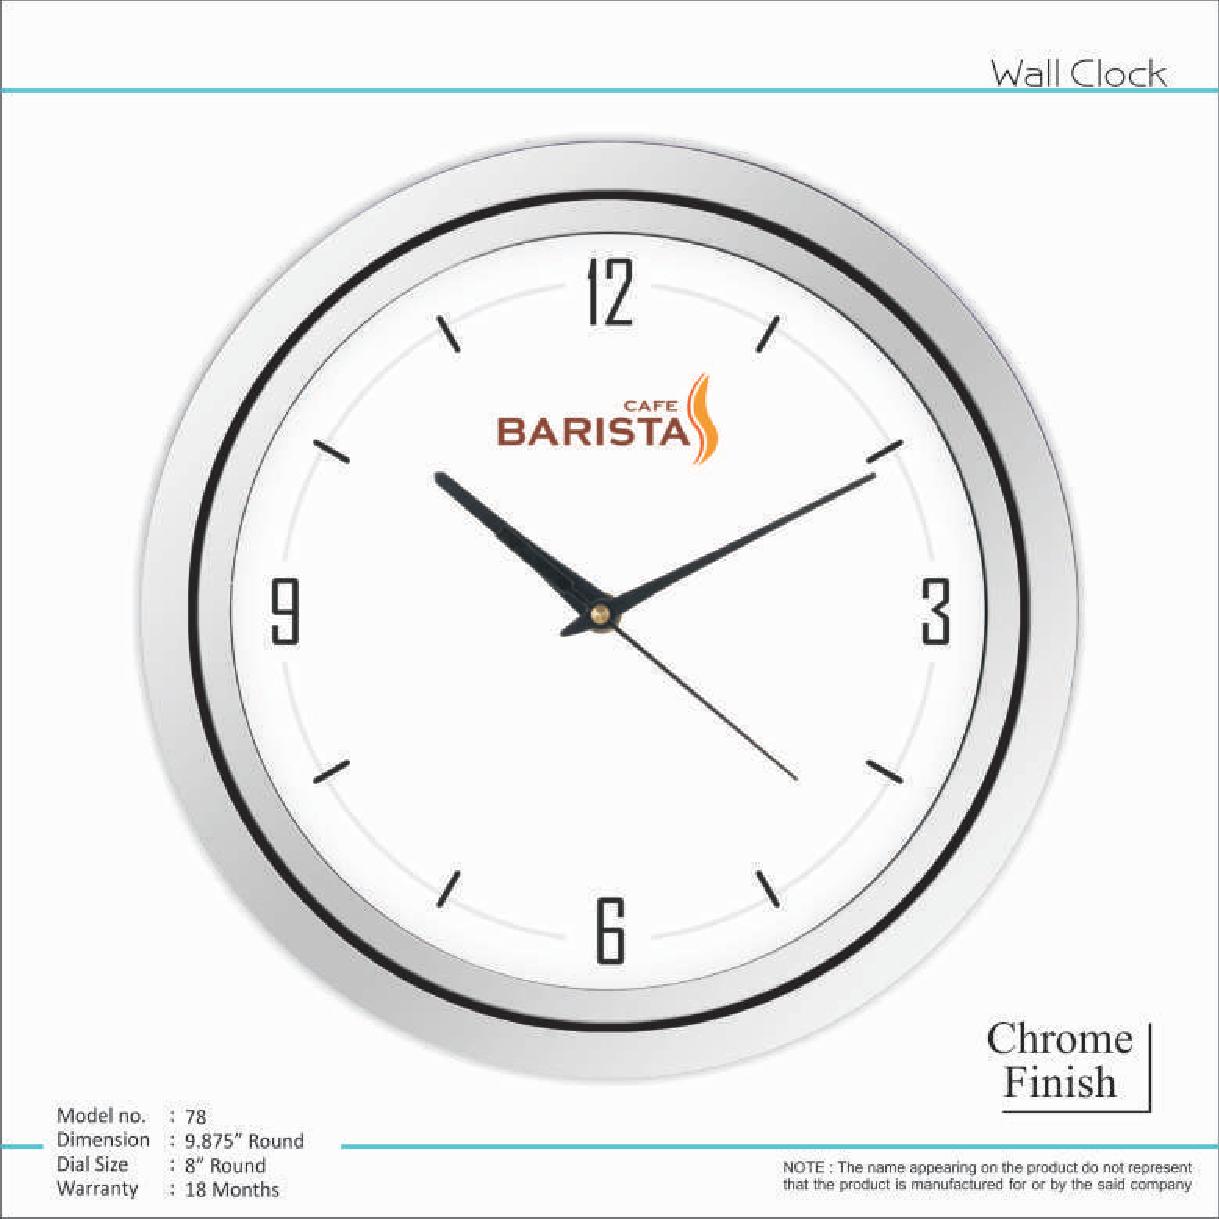 Wall Clock
12
CAFE
BARISTA
9
3
6
Chrome
Finish
Model no. : 78
Dimension : 9.875” Round
Dial Size : 8” Round
Warranty : 18 Months
NOTE : The name appearing on the product do not represent
that the product is manufactured for or by the said company